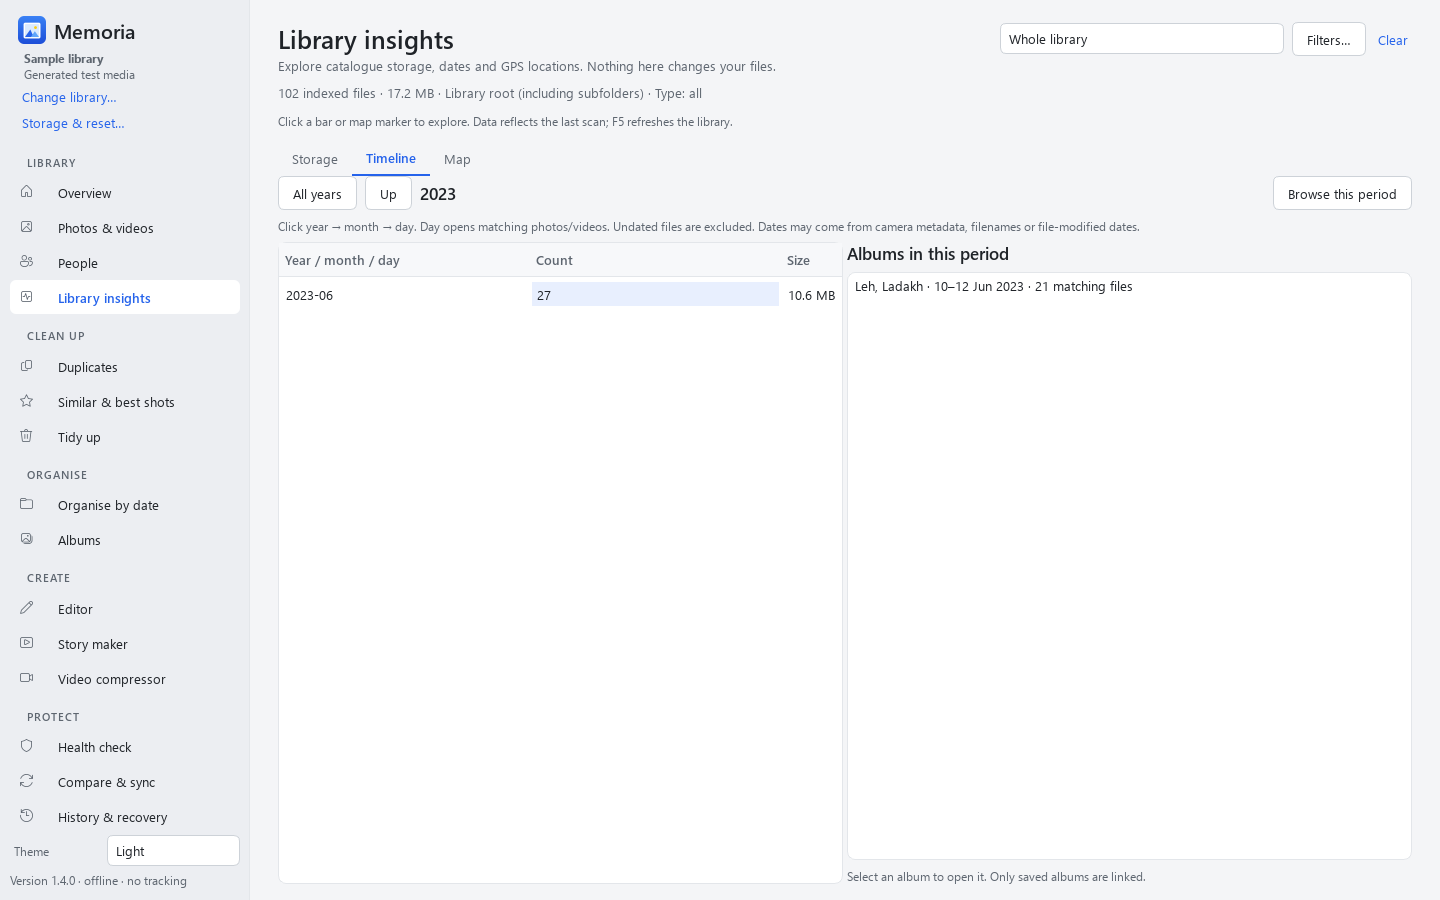 Memoria
Sample library
Generated test media
Change library...
Storage & reset...
LIBRARY
Overview
Photos & videos
People
Library insights
CLEAN UP
Duplicates
Similar & best shots
Tidy up
ORGANISE
Organise by date
Albums
CREATE
Editor
Story maker
Video compressor
PROTECT
Health check
Compare & sync
History & recovery
Theme
Light
Version 1.4.0 · offline · no tracking
Library insights
Whole library
Filters...
Clear
Explore catalogue storage, dates and GPS locations. Nothing here changes your files.
102 indexed files · 17.2 MB · Library root (including subfolders) · Type: all
Click a bar or map marker to explore. Data reflects the last scan; F5 refreshes the library.
Storage
Timeline
Map
All years
Up
2023
Browse this period
Click year → month → day. Day opens matching photos/videos. Undated files are excluded. Dates may come from camera metadata, filenames or file-modified dates.
Year / month / day
Count
Size
2023-06
27
10.6 MB
Albums in this period
Leh, Ladakh · 10–12 Jun 2023 · 21 matching files
Select an album to open it. Only saved albums are linked.